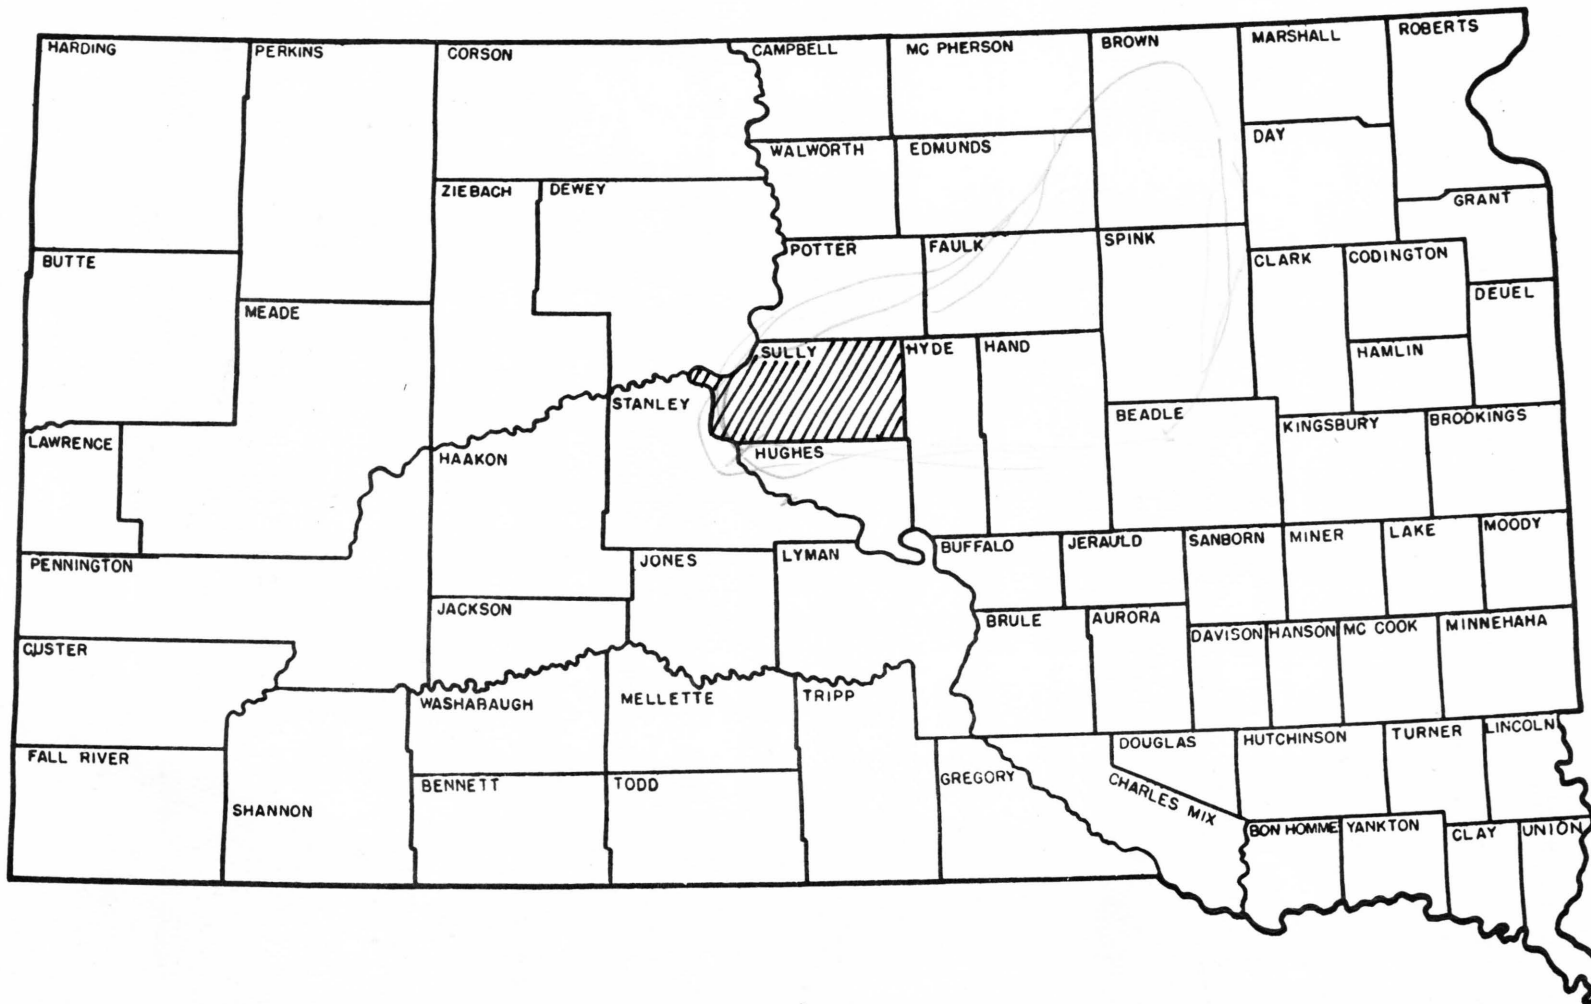 HARDING
PERKINS
CORSON
CAMPBELL
MC PHERSON
BROWN
MARSHALL
ROBERTS
WALWORTH
EDMUNDS
DAY
ZIEBACH
DEWEY
GRANT
BUTTE
POTTER
FAULK
SPINK
CLARK
CODINGTON
DEUEL
MEADE
SULLY
HYDE
HAND
HAMLIN
STANLEY
BEADLE
KINGSBURY
BROOKINGS
LAWRENCE
HAAKON
HUGHES
PENNINGTON
JONES
LYMAN
BUFFALO
JERAULD
SANBORN
MINER
LAKE
MOODY
JACKSON
BRULE
AURORA
DAVISON
HANSON
MC COOK
MINNEHAHA
CUSTER
WASHABAUGH
MELLETTE
TRIPP
FALL RIVER
SHANNON
BENNETT
TODD
GREGORY
DOUGLAS
CHARLES MIX
HUTCHINSON
TURNER
LINCOLN
BON HOMME
YANKTON
CLAY
UNION